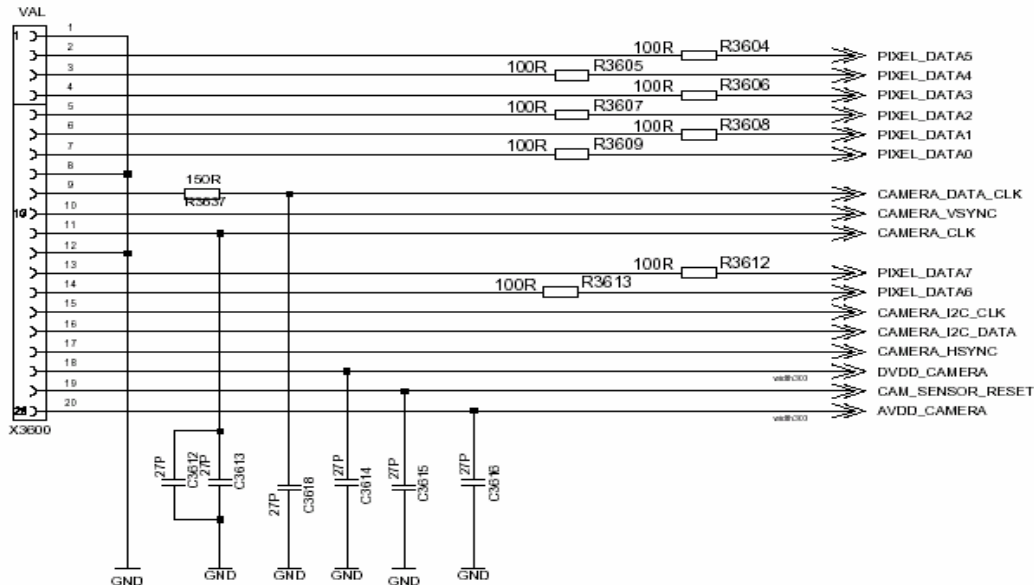 VAL
1
1
2
100R R3604
PIXEL_DATA5
3
100R R3605
PIXEL_DATA4
4
100R R3606
PIXEL_DATA3
5
100R R3607
PIXEL_DATA2
6
100R R3608
PIXEL_DATA1
7
100R R3609
PIXEL_DATA0
8
150R
9
R3637
CAMERA_DATA_CLK
10
CAMERA_VSYNC
11
CAMERA_CLK
12
13
100R R3612
PIXEL_DATA7
14
100R R3613
PIXEL_DATA6
15
CAMERA_I2C_CLK
16
CAMERA_I2C_DATA
17
CAMERA_HSYNC
18
DVDD_CAMERA
19
CAM_SENSOR_RESET
20
AVDD_CAMERA
X3600
27P
C3612
27P
C3613
27P
C3618
27P
C3614
27P
C3615
27P
C3616
GND
GND
GND
GND
GND
GND